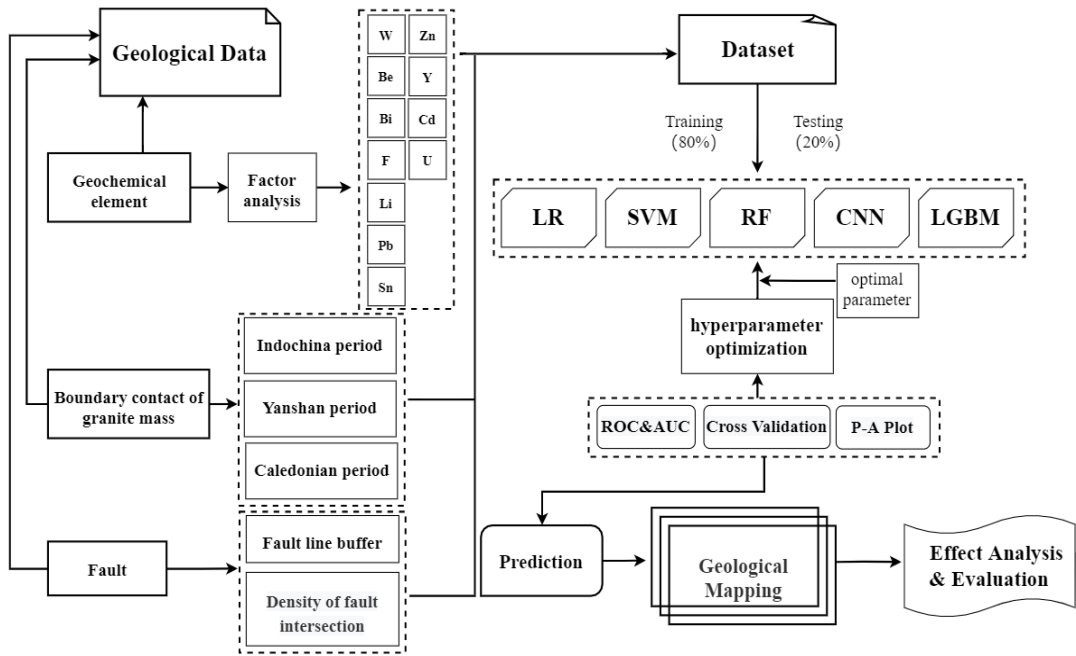 Geological Data
Geochemical
element
Factor
analysis
W
Zn
Be
Y
Bi
Cd
F
U
Li
Pb
Sn
Boundary contact of
granite mass
Indochina period
Yanshan period
Caledonian period
Fault
Fault line buffer
Density of fault
intersection
Dataset
Training
(80%)
Testing
(20%)
LR
SVM
RF
CNN
LGBM
optimal
parameter
hyperparameter
optimization
ROC&AUC
Cross Validation
P-A Plot
Prediction
Geological
Mapping
Effect Analysis
& Evaluation